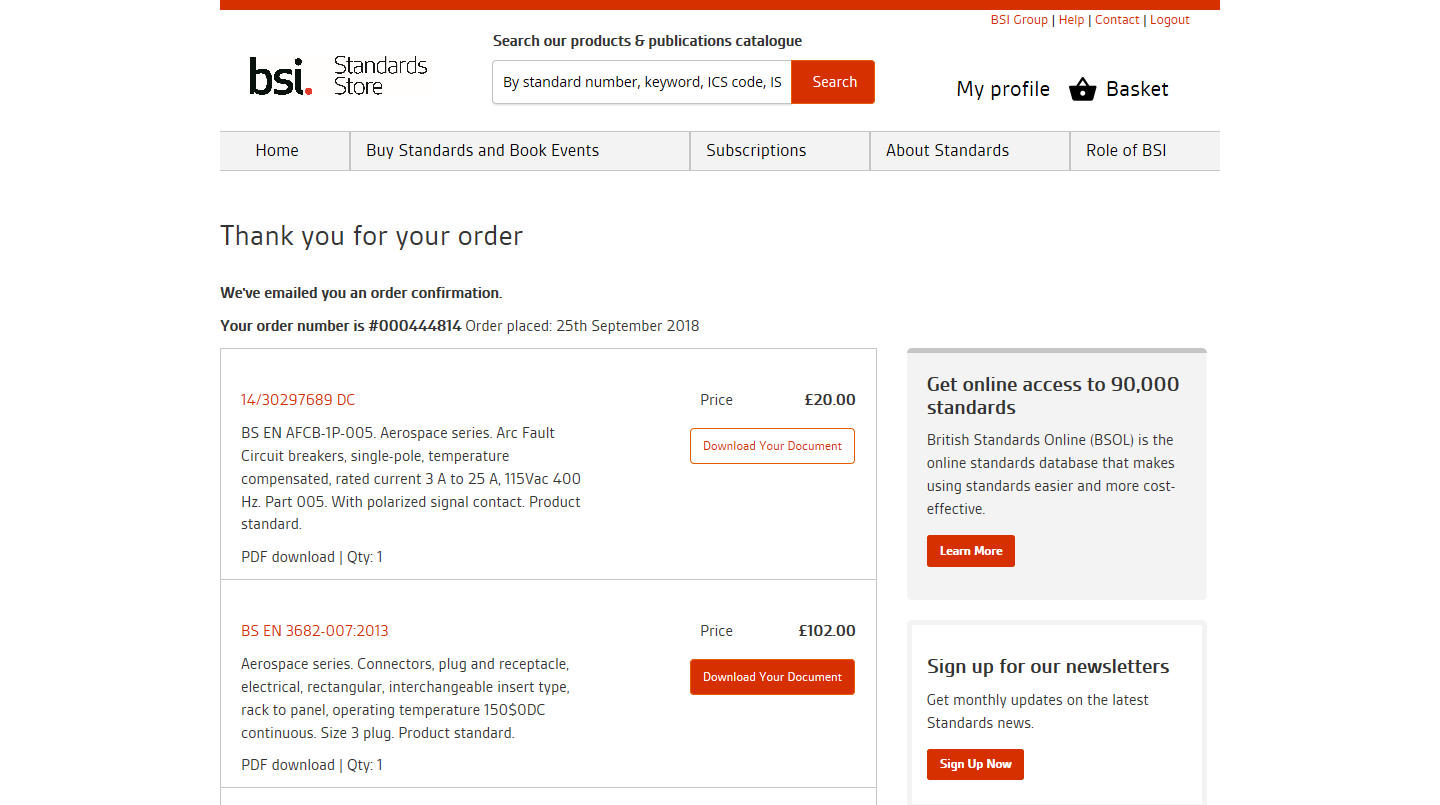 BSI Group | Help | Contact | Logout
Search our products & publications catalogue
bsi. Standards Store
By standard number, keyword, ICS code, IS
Search
My profile
Basket
Home
Buy Standards and Book Events
Subscriptions
About Standards
Role of BSI
Thank you for your order
We've emailed you an order confirmation.
Your order number is #000444814 Order placed: 25th September 2018
14/30297689 DC
Price £20.00
Download Your Document
BS EN AFCB-1P-005. Aerospace series. Arc Fault
Circuit breakers, single-pole, temperature
compensated, rated current 3 A to 25 A, 115Vac 400
Hz. Part 005. With polarized signal contact. Product
standard.
PDF download | Qty: 1
BS EN 3682-007:2013
Price £102.00
Download Your Document
Aerospace series. Connectors, plug and receptacle,
electrical, rectangular, interchangeable insert type,
rack to panel, operating temperature 150$0DC
continuous. Size 3 plug. Product standard.
PDF download | Qty: 1
Get online access to 90,000
standards
British Standards Online (BSOL) is the
online standards database that makes
using standards easier and more cost-
effective.
Learn More
Sign up for our newsletters
Get monthly updates on the latest
Standards news.
Sign Up Now